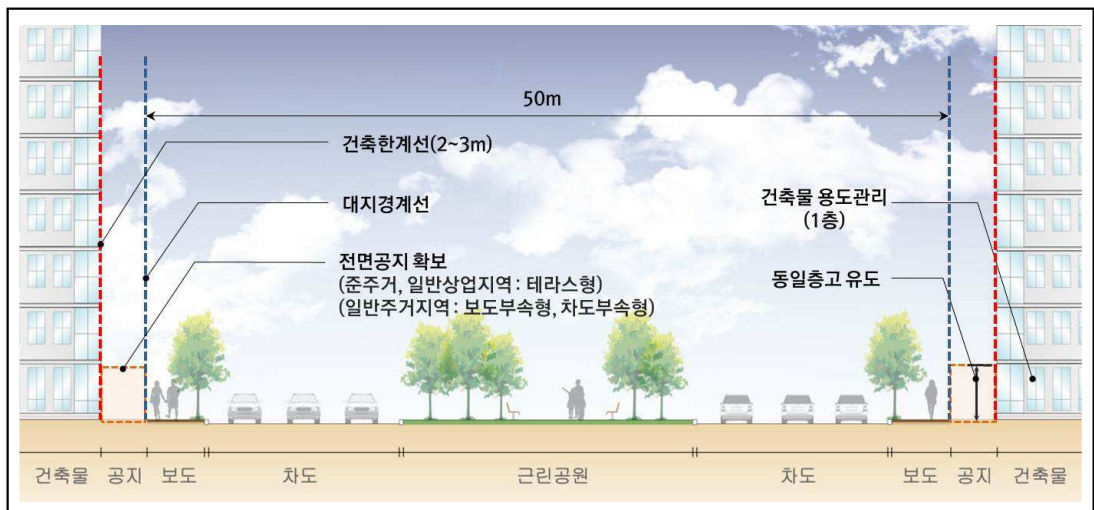 50m
건축한계선(2~3m)
대지경계선
건축물 용도관리
(1층)
전면공지 확보
(준주거, 일반상업지역 : 테라스형)
(일반주거지역 : 보도부속형, 차도부속형)
동일층고 유도
건축물 공지 보도 차도 근린공원 차도 보도 공지 건축물